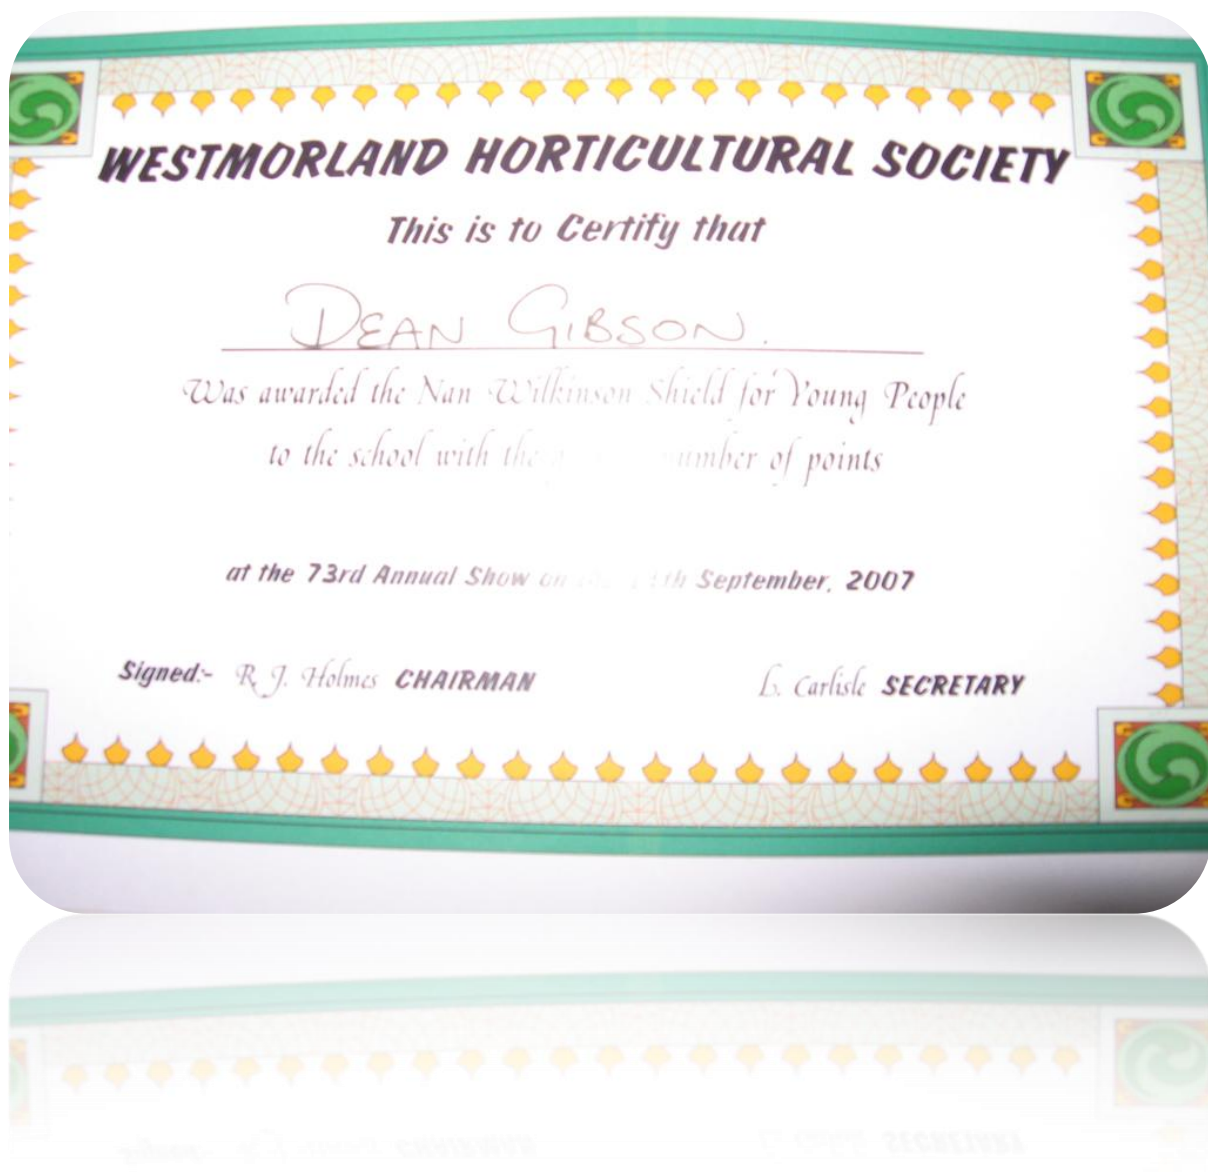 WESTMORLAND HORTICULTURAL SOCIETY
This is to Certify that
DEAN GIBSON.
Was awarded the Nan Wilkinson Shield for Young People
to the school with the number of points
at the 73rd Annual Show on September, 2007
Signed:- R. J. Holmes CHAIRMAN
L. Carlisle SECRETARY